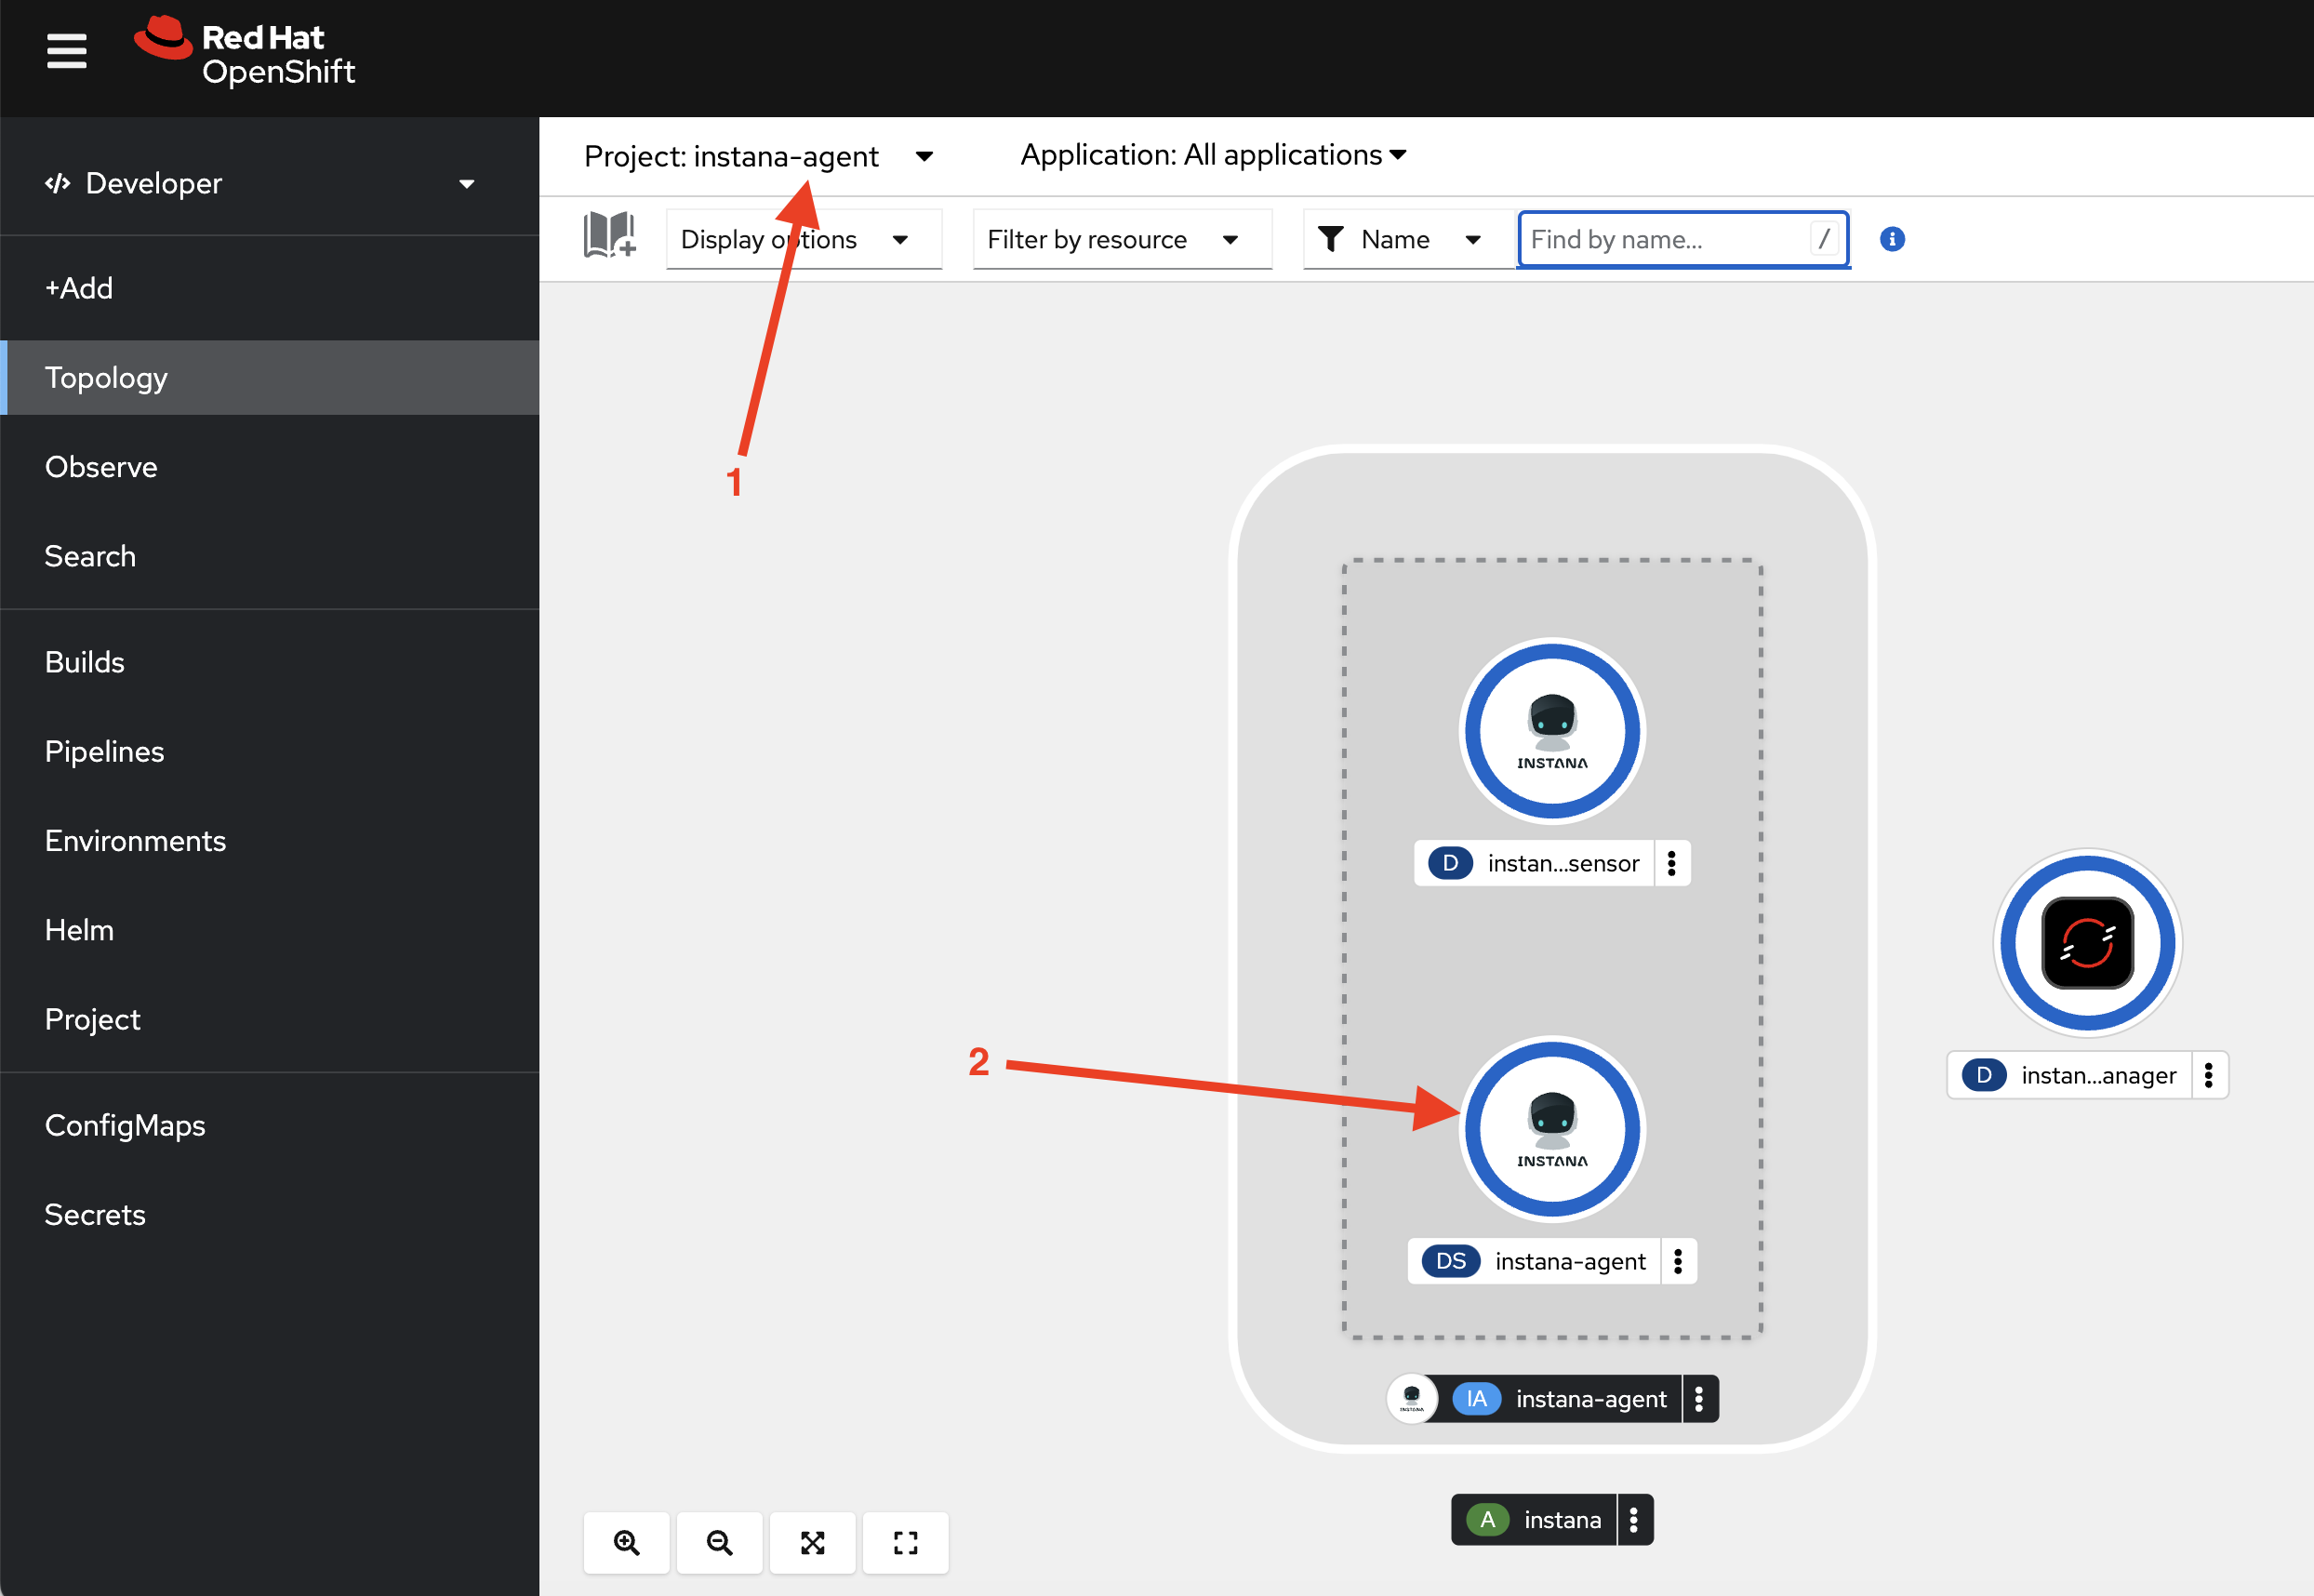 Red Hat
OpenShift
Developer
+Add
Topology
Observe
Search
Builds
Pipelines
Environments
Helm
Project
ConfigMaps
Secrets
Project: instana-agent
Application: All applications
Display options
Filter by resource
Name
Find by name...
/
1
INSTANA
D instan...sensor
2
INSTANA
DS instana-agent
IA instana-agent
A instana
D instan...anager